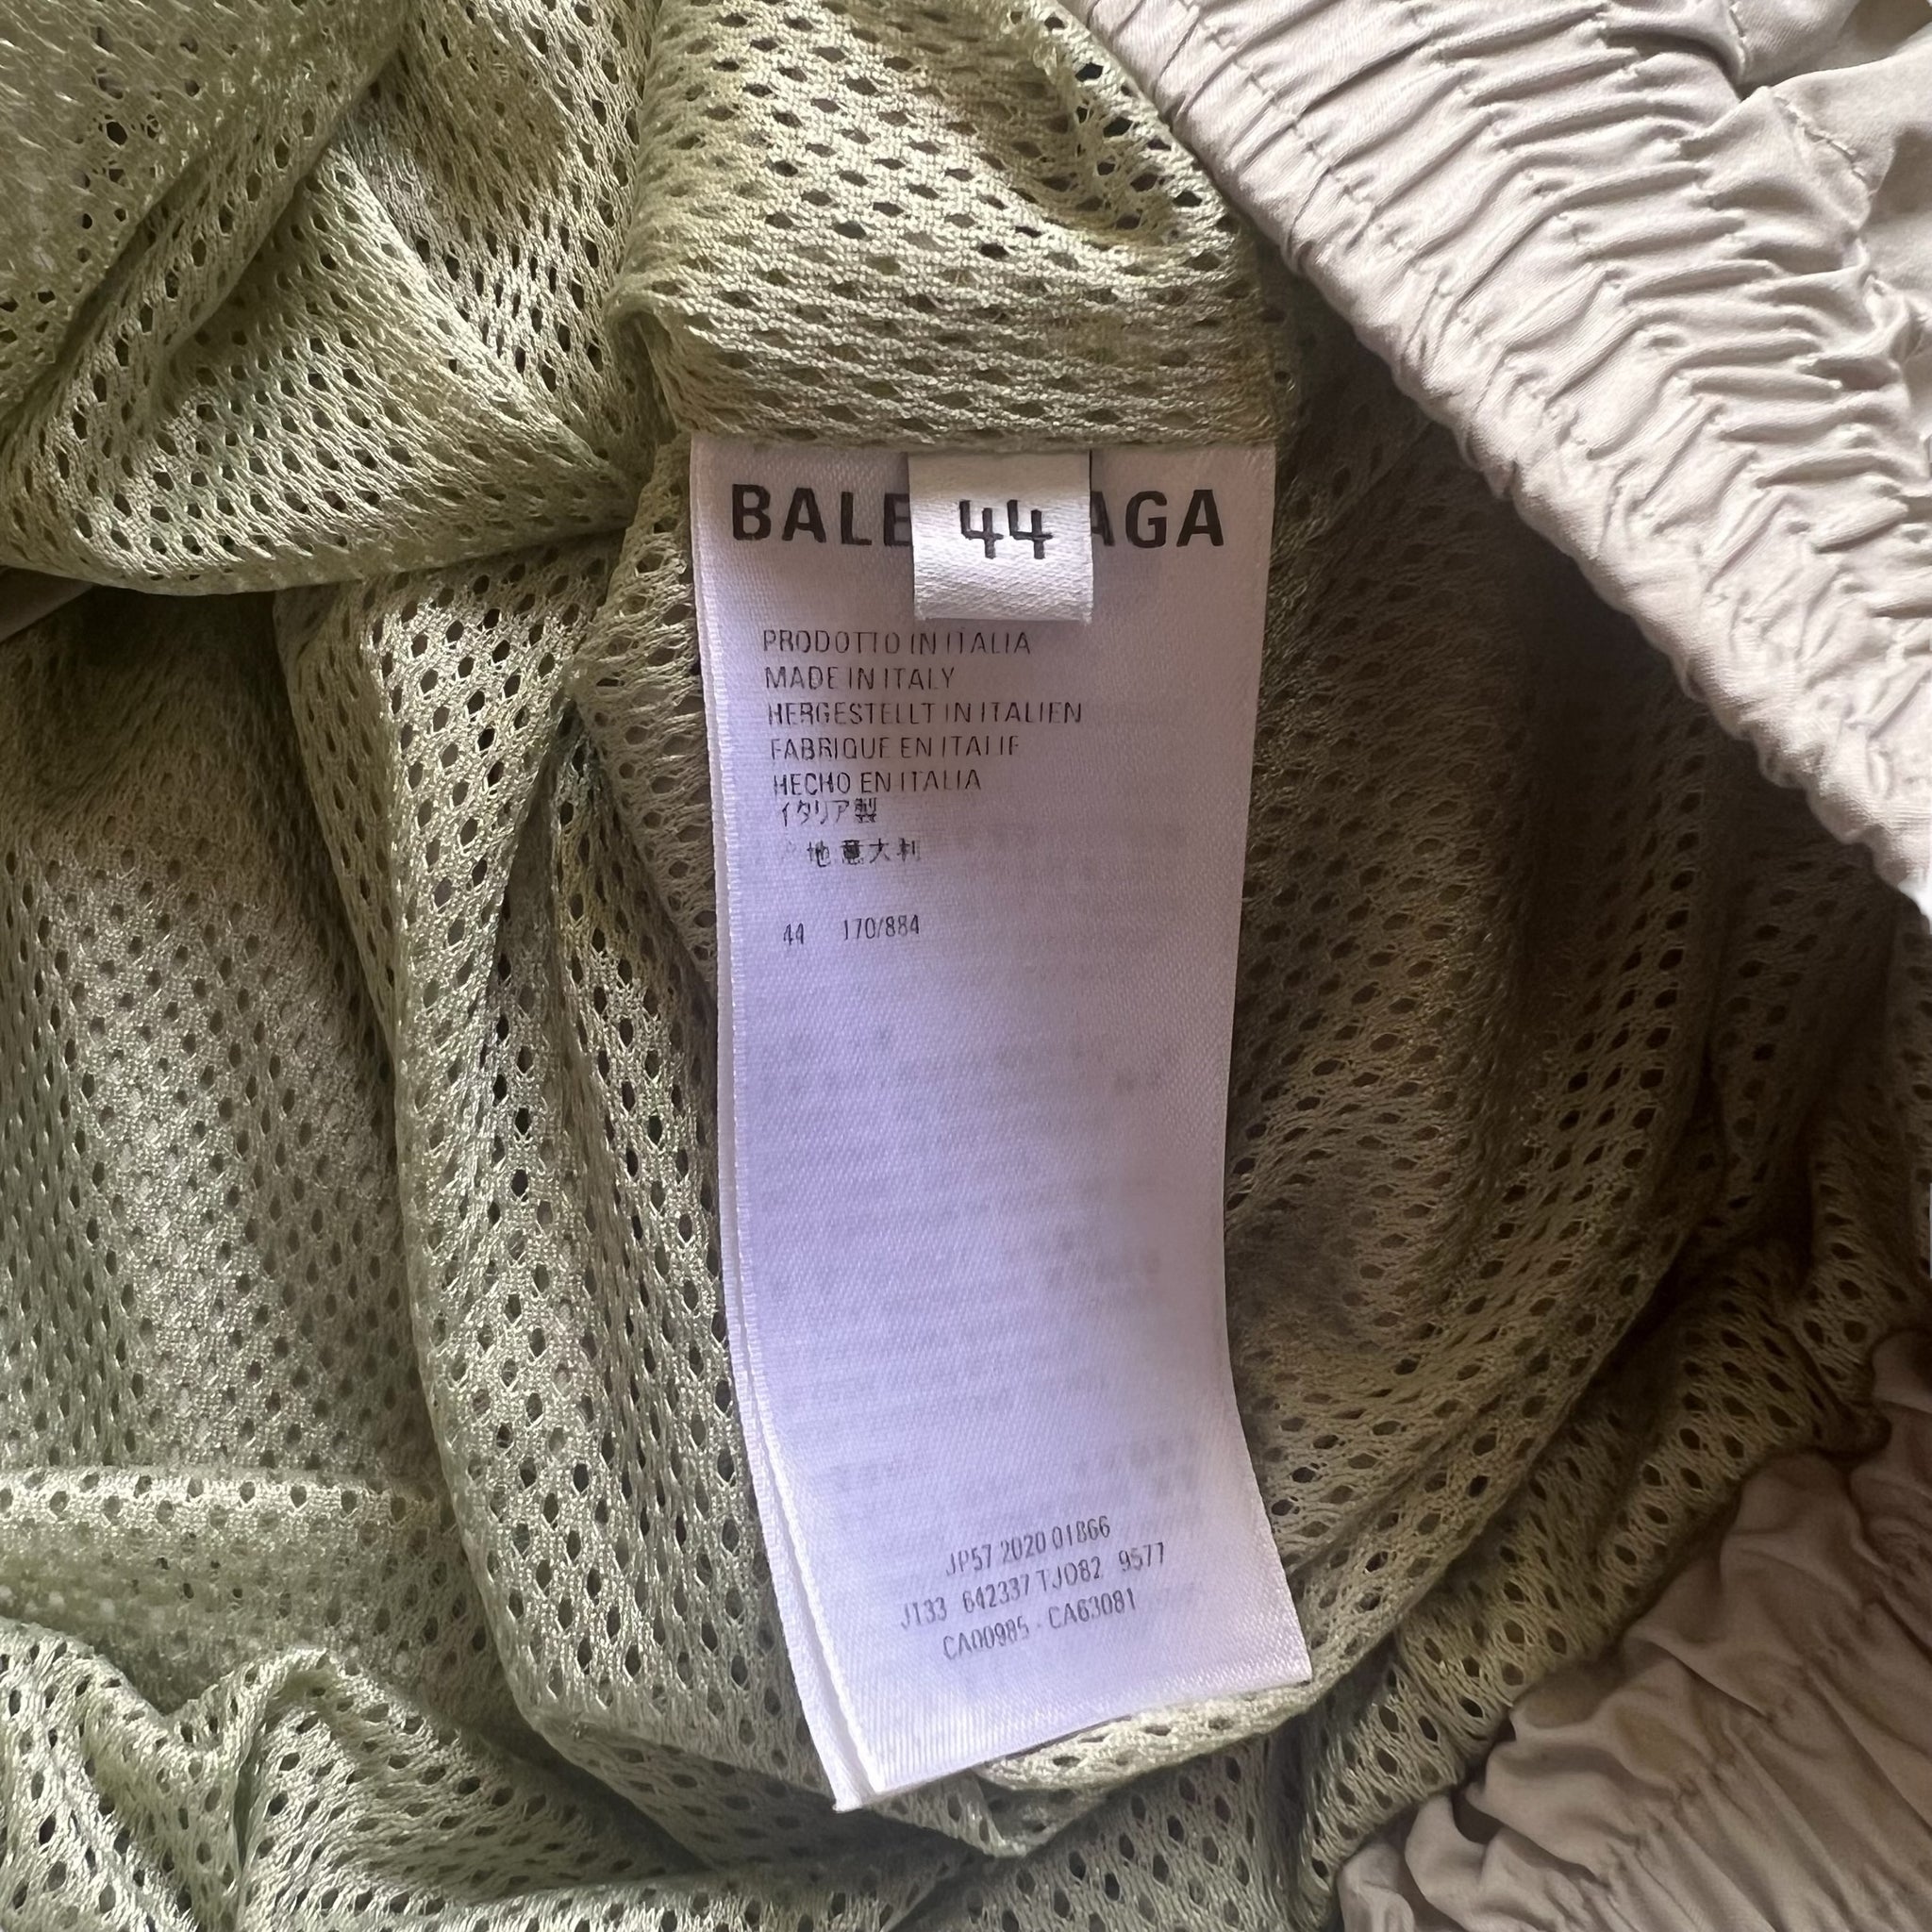 BALE AGA
44
PRODOTTO IN ITALIA
MADE IN ITALY
HERGESTELLT IN ITALIEN
FABRIQUE EN ITALIE
HECHO EN ITALIA
イタリア製
地 意大利
44 170/884
JP57 2020 01866
J133 642337 TJO82 9577
CA00985 - CA63081